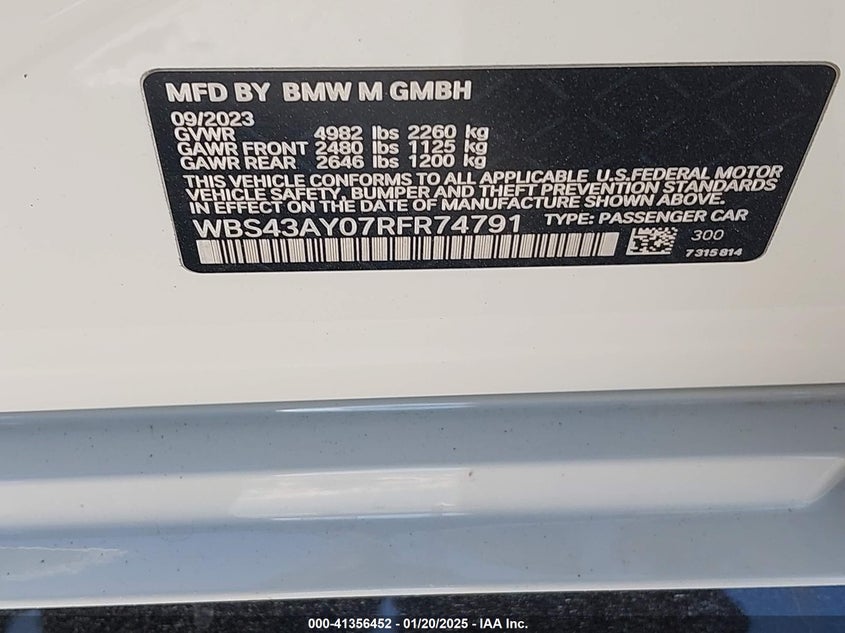 MFD BY BMW M GMBH
09/2023
GVWR 4982 lbs 2260 kg
GAWR FRONT 2480 lbs 1125 kg
GAWR REAR 2646 lbs 1200 kg
THIS VEHICLE CONFORMS TO ALL APPLICABLE U.S.FEDERAL MOTOR
VEHICLE SAFETY, BUMPER AND THEFT PREVENTION STANDARDS
IN EFFECT ON THE DATE OF MANUFACTURE SHOWN ABOVE.
WBS43AY07RFR74791 TYPE: PASSENGER CAR
300
7315814
000-41356452 — 01/20/2025 — IAA Inc.